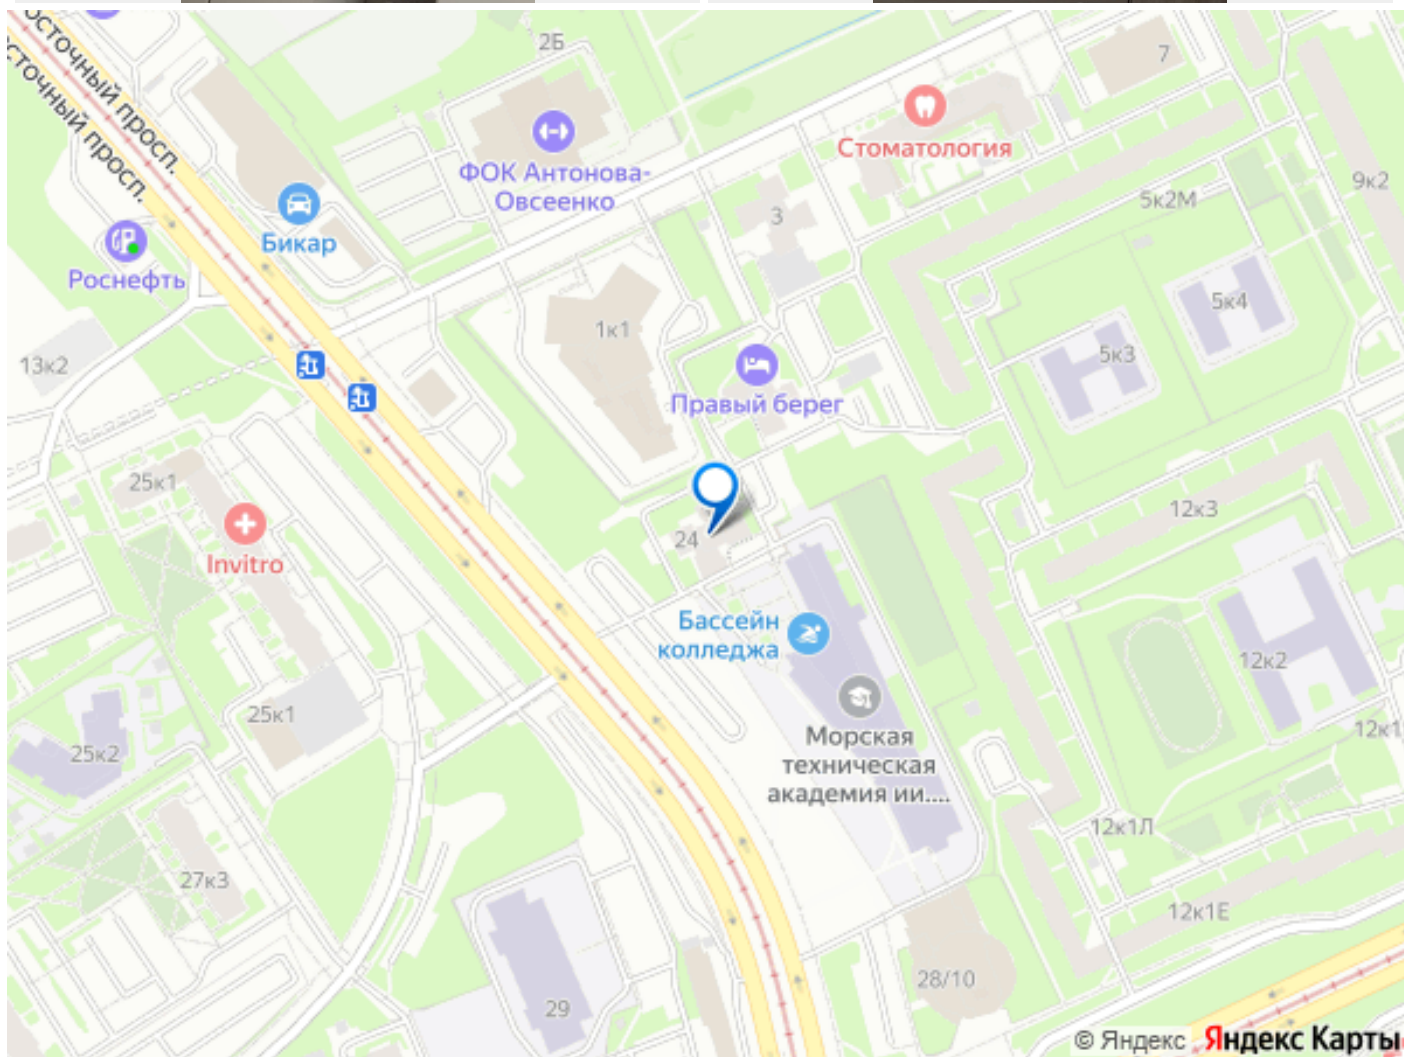 осточный просп.
сточный просп.
2Б
7
ФОК Антонова-
Овсеенко
Стоматология
9к2
5к2М
3
Бикар
Роснефть
5к4
1к1
5к3
13к2
Правый берег
25к1
Invitro
24
12к3
Бассейн
колледжа
12к2
25к1
25к2
Морская
техническая
академия ии....
12к1
12к1Л
27к3
12к1Е
28/10
29
© Яндекс Яндекс Карты